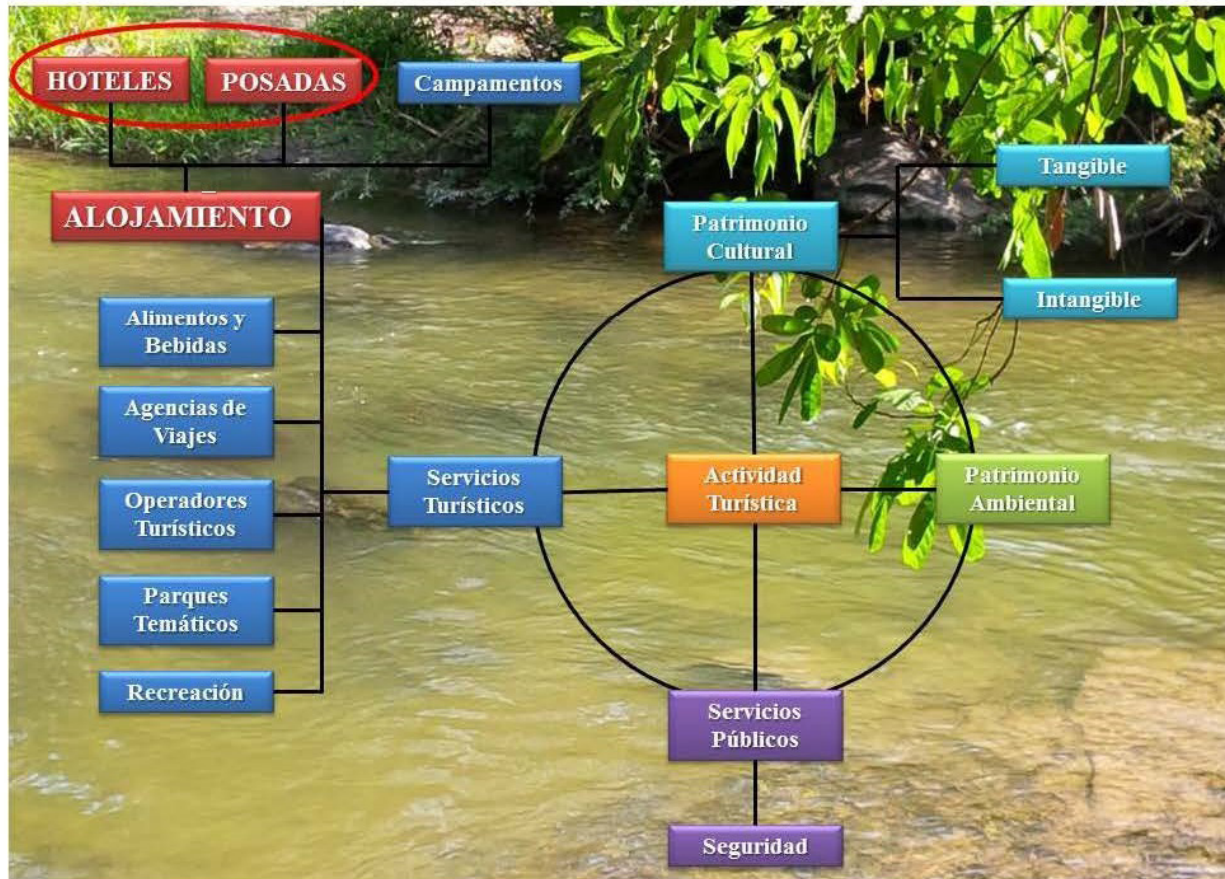 HOTELES
POSADAS
Campamentos
Tangible
ALOJAMIENTO
Patrimonio
Cultural
Intangible
Alimentos y
Bebidas
Agencias de
Viajes
Servicios
Turísticos
Actividad
Turística
Patrimonio
Ambiental
Operadores
Turísticos
Parques
Temáticos
Recreación
Servicios
Públicos
Seguridad